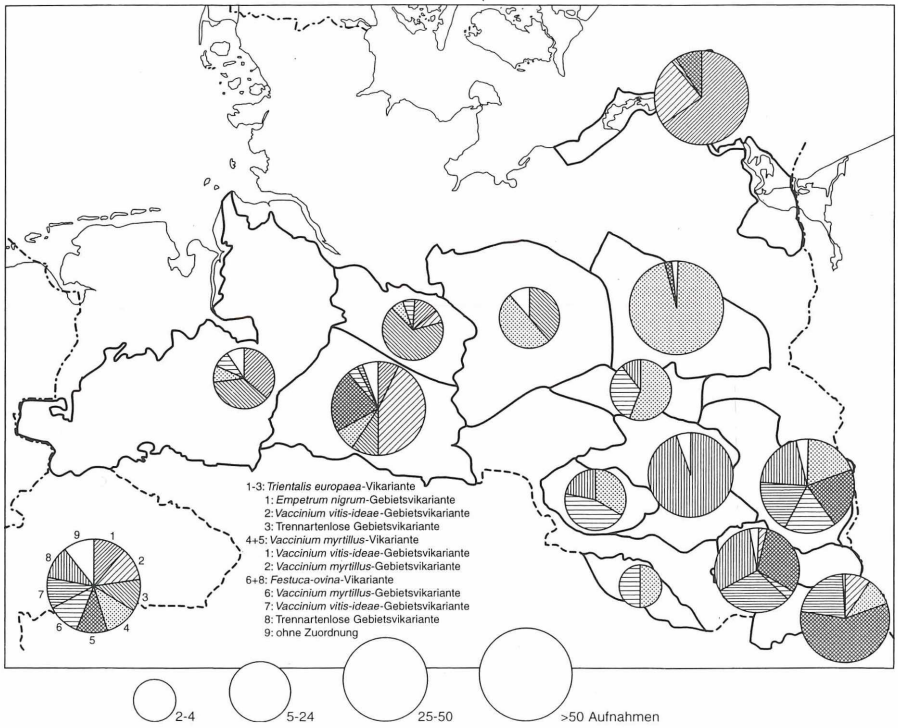 1-3: Trientalis europaea-Vikariante
1: Empetrum nigrum-Gebietsvikariante
2: Vaccinium vitis-ideae-Gebietsvikariante
3: Trennartenlose Gebietsvikariante
4+5: Vaccinium myrtillus-Vikariante
1: Vaccinium vitis-ideae-Gebietsvikariante
2: Vaccinium myrtillus-Gebietsvikariante
6+8: Festuca-ovina-Vikariante
6: Vaccinium myrtillus-Gebietsvikariante
7: Vaccinium vitis-ideae-Gebietsvikariante
8: Trennartenlose Gebietsvikariante
9: ohne Zuordnung
9 1
8 2
7 3
6 4
5
2-4 5-24 25-50 >50 Aufnahmen